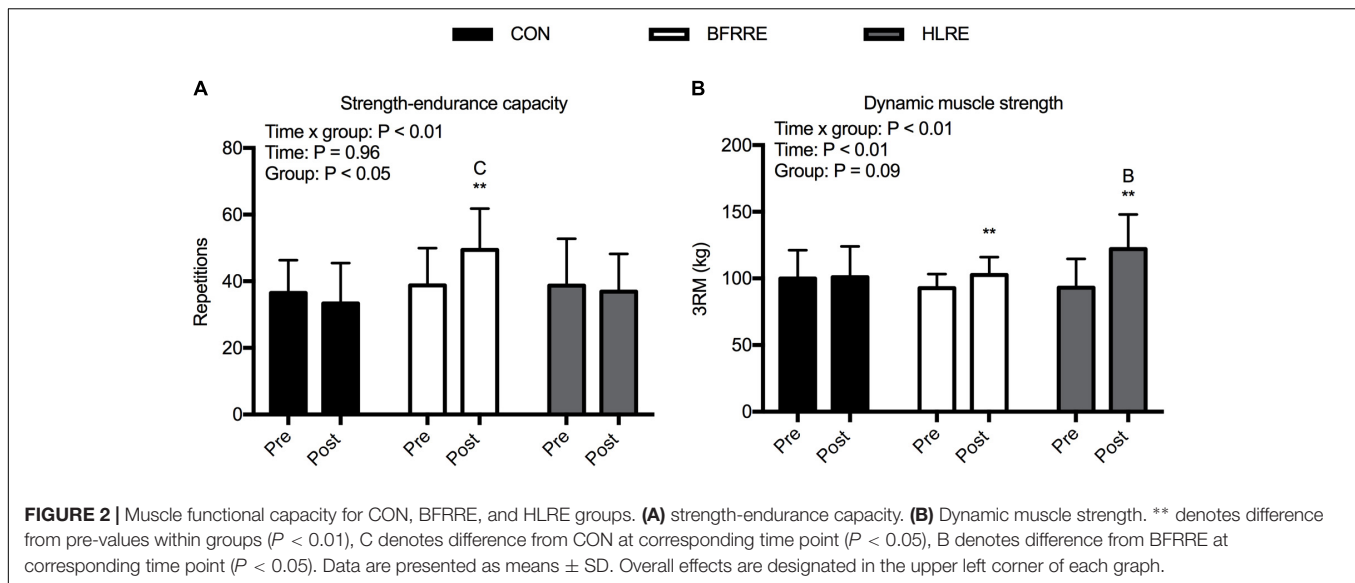 CON BFRRE HLRE
A
Strength-endurance capacity
Time x group: P < 0.01
Time: P = 0.96
Group: P < 0.05
80
60
40
20
0
Repetitions
C
**
Pre Post Pre Post Pre Post
B
Dynamic muscle strength
Time x group: P < 0.01
Time: P < 0.01
Group: P = 0.09
200
150
100
50
0
3RM (kg)
**
B
**
Pre Post Pre Post Pre Post
FIGURE 2 | Muscle functional capacity for CON, BFRRE, and HLRE groups. (A) strength-endurance capacity. (B) Dynamic muscle strength. ** denotes difference
from pre-values within groups (P < 0.01), C denotes difference from CON at corresponding time point (P < 0.05), B denotes difference from BFRRE at
corresponding time point (P < 0.05). Data are presented as means ± SD. Overall effects are designated in the upper left corner of each graph.